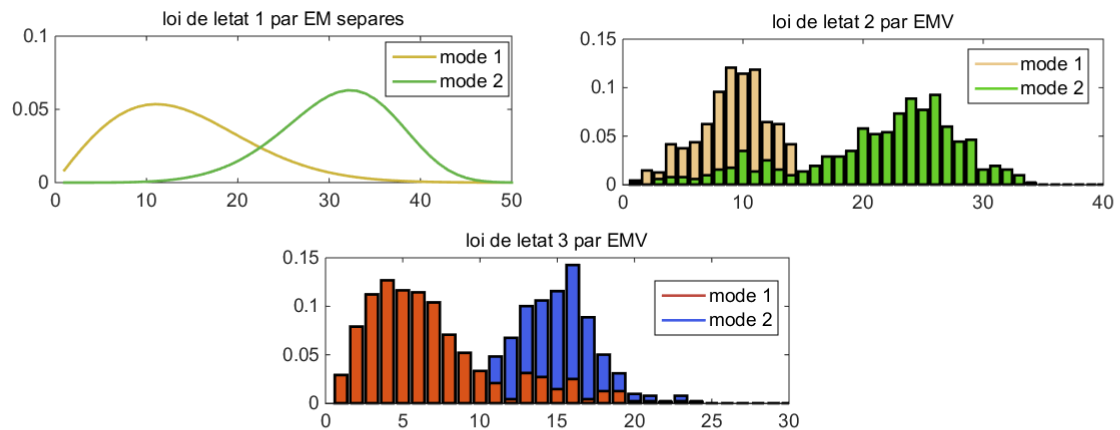 loi de letat 1 par EM separes
0.1
0.05
0
0 10 20 30 40 50
mode 1
mode 2
loi de letat 2 par EMV
0.15
0.1
0.05
0
0 10 20 30 40
mode 1
mode 2
loi de letat 3 par EMV
0.15
0.1
0.05
0
0 5 10 15 20 25 30
mode 1
mode 2